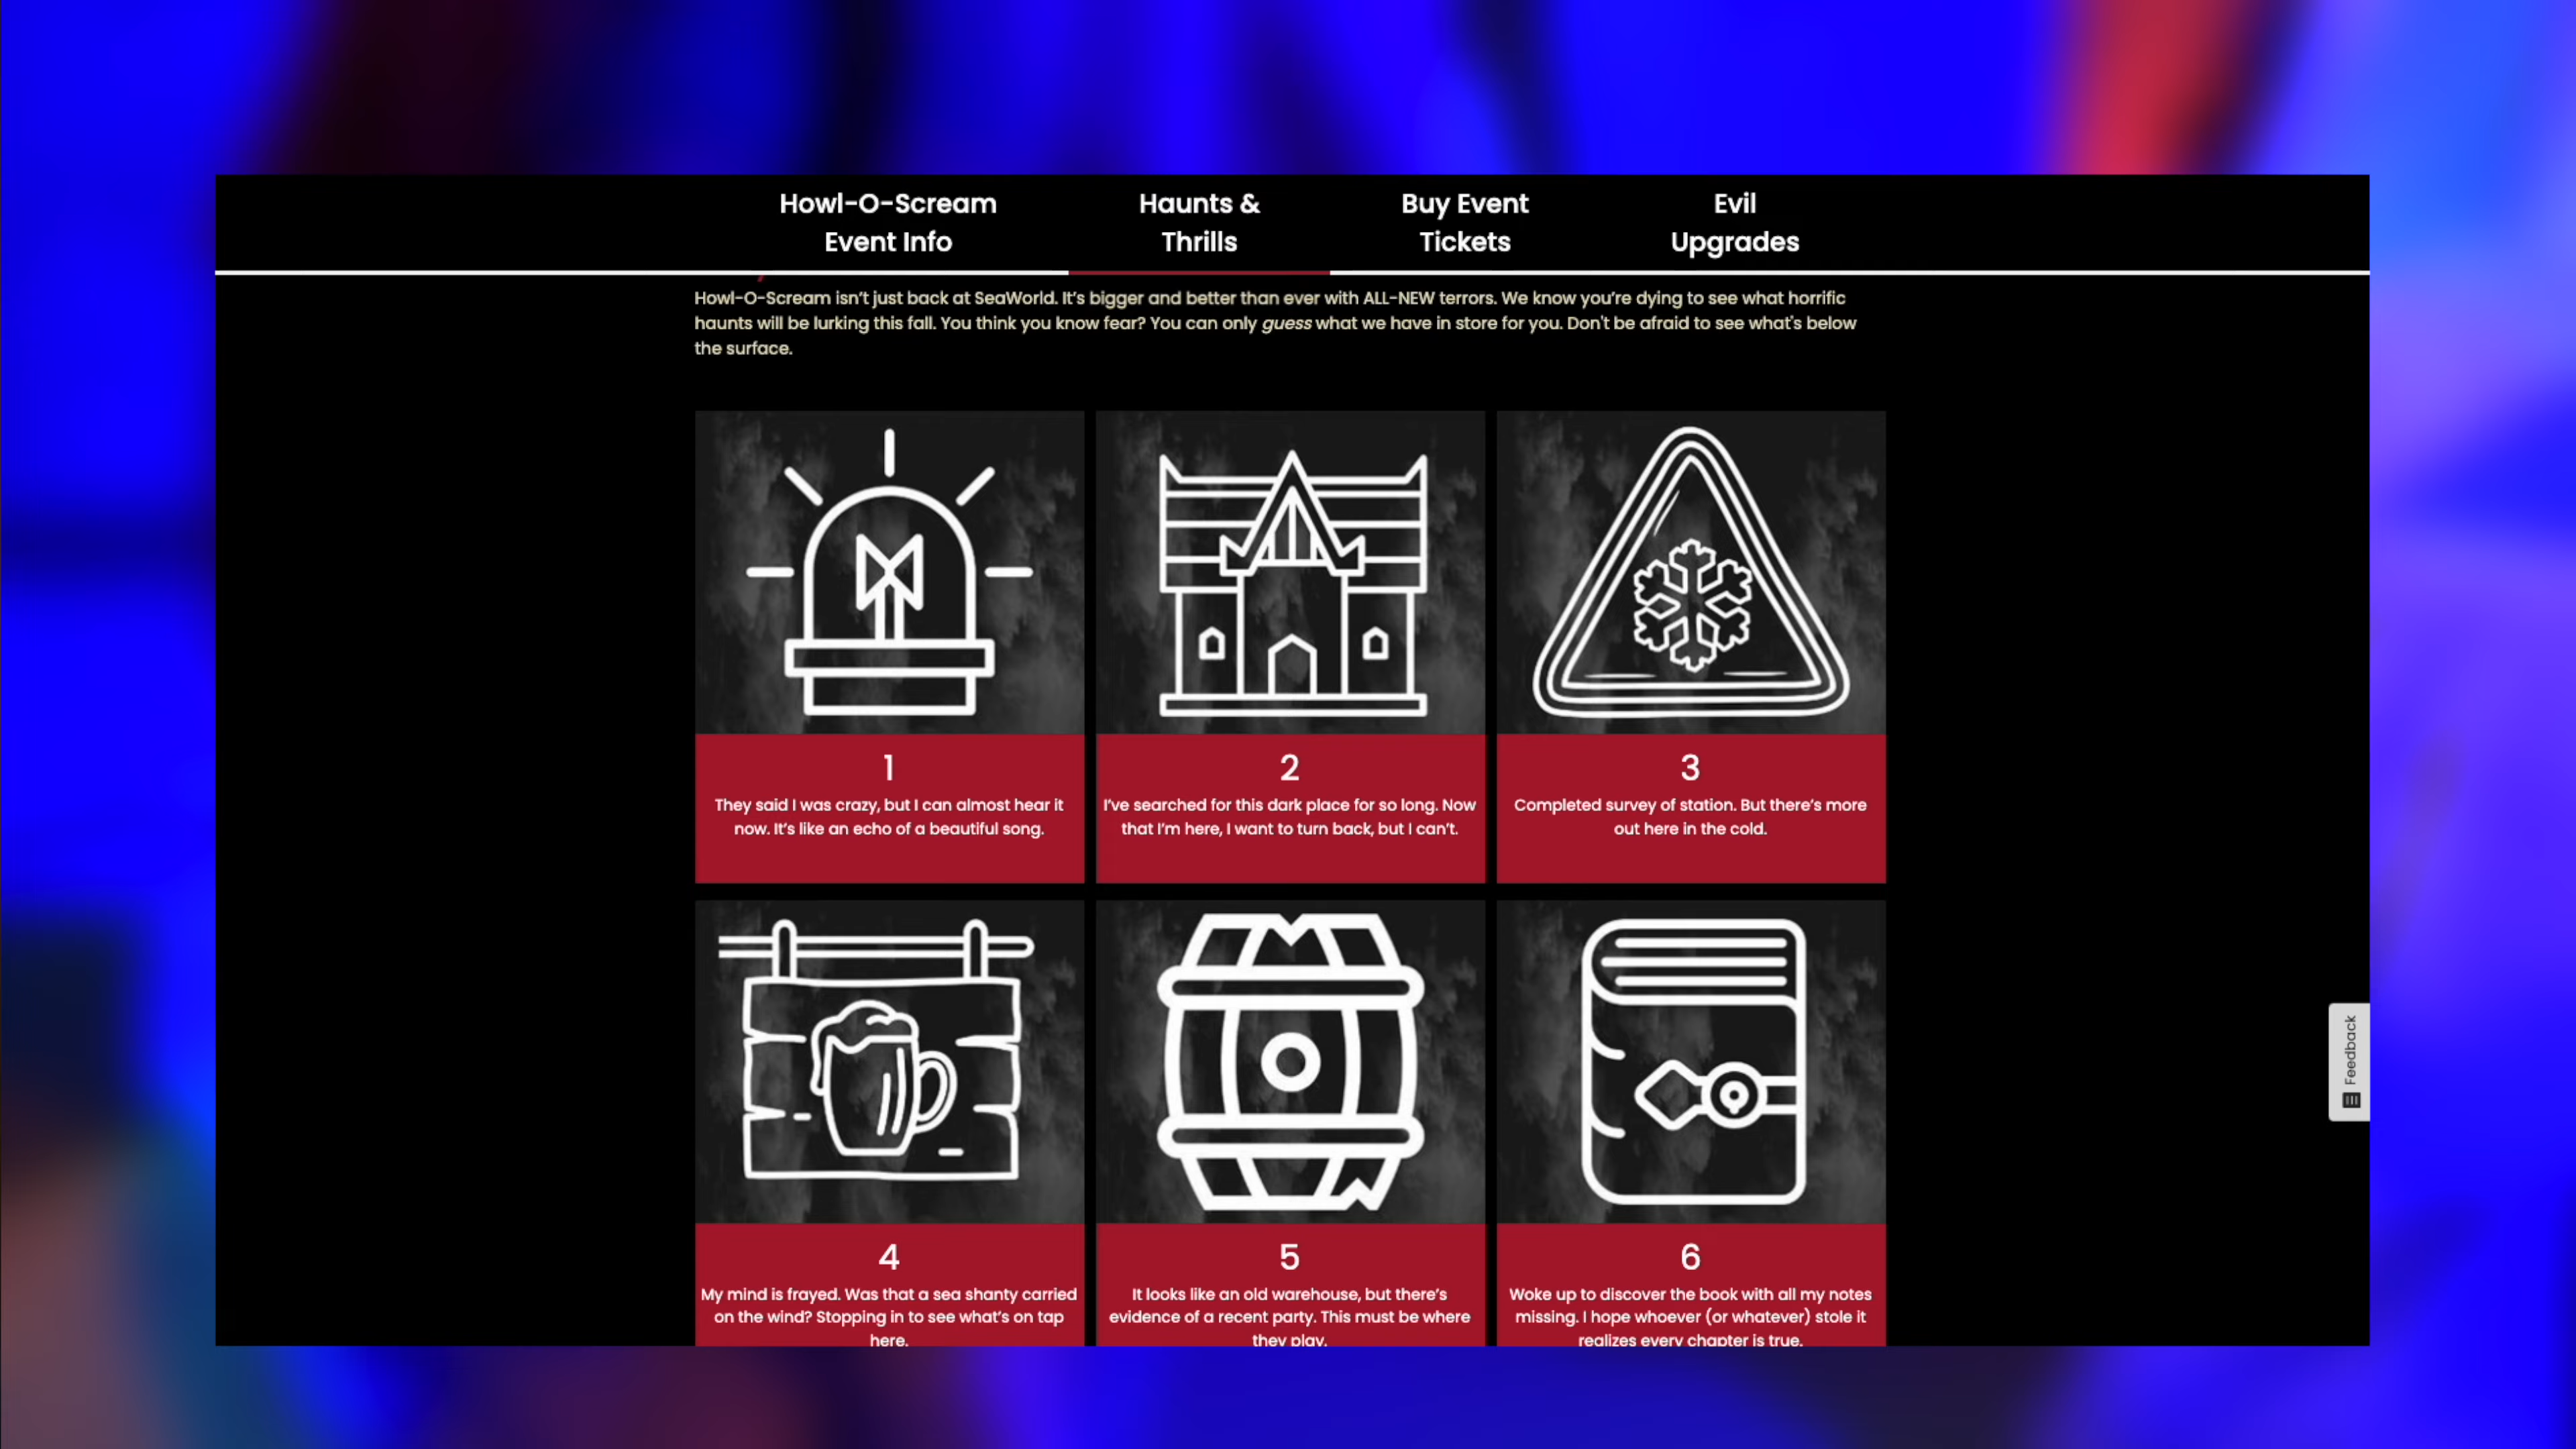 Howl-O-Scream
Event Info
Haunts &
Thrills
Buy Event
Tickets
Evil
Upgrades
Howl-O-Scream isn't just back at SeaWorld. It's bigger and better than ever with ALL-NEW terrors. We know you're dying to see what horrific
haunts will be lurking this fall. You think you know fear? You can only guess what we have in store for you. Don't be afraid to see what's below
the surface.
1
They said I was crazy, but I can almost hear it
now. It's like an echo of a beautiful song.
2
I've searched for this dark place for so long. Now
that I'm here, I want to turn back, but I can't.
3
Completed survey of station. But there's more
out here in the cold.
4
My mind is frayed. Was that a sea shanty carried
on the wind? Stopping in to see what's on tap
here.
5
It looks like an old warehouse, but there's
evidence of a recent party. This must be where
they play.
6
Woke up to discover the book with all my notes
missing. I hope whoever (or whatever) stole it
realizes every chapter is true.
Feedback